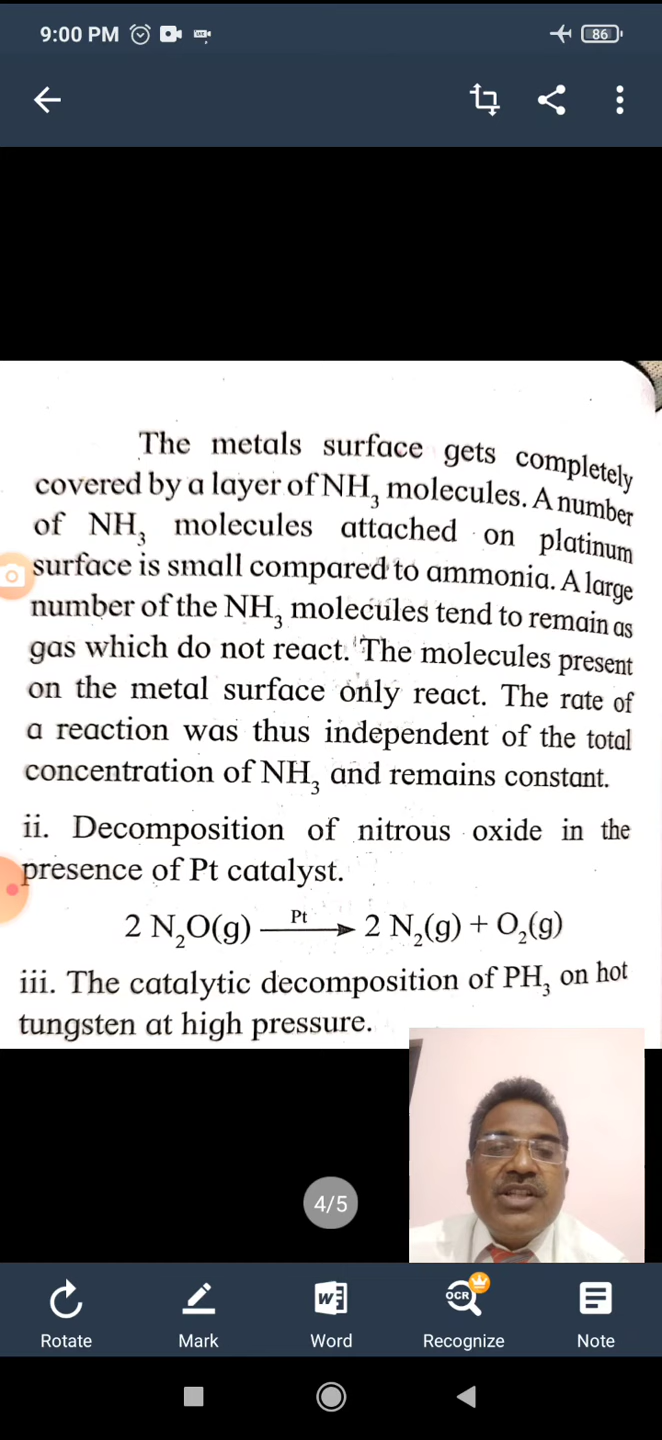 9:00 PM
86
The metals surface gets completely
covered by a layer of NH₃ molecules. A number
of NH₃ molecules attached on platinum
surface is small compared to ammonia. A large
number of the NH₃ molecules tend to remain as
gas which do not react. The molecules present
on the metal surface only react. The rate of
a reaction was thus independent of the total
concentration of NH₃ and remains constant.
ii. Decomposition of nitrous oxide in the
presence of Pt catalyst.
2 N₂O(g) —Pt→ 2 N₂(g) + O₂(g)
iii. The catalytic decomposition of PH₃ on hot
tungsten at high pressure.
4/5
W
OCR
Rotate Mark Word Recognize Note